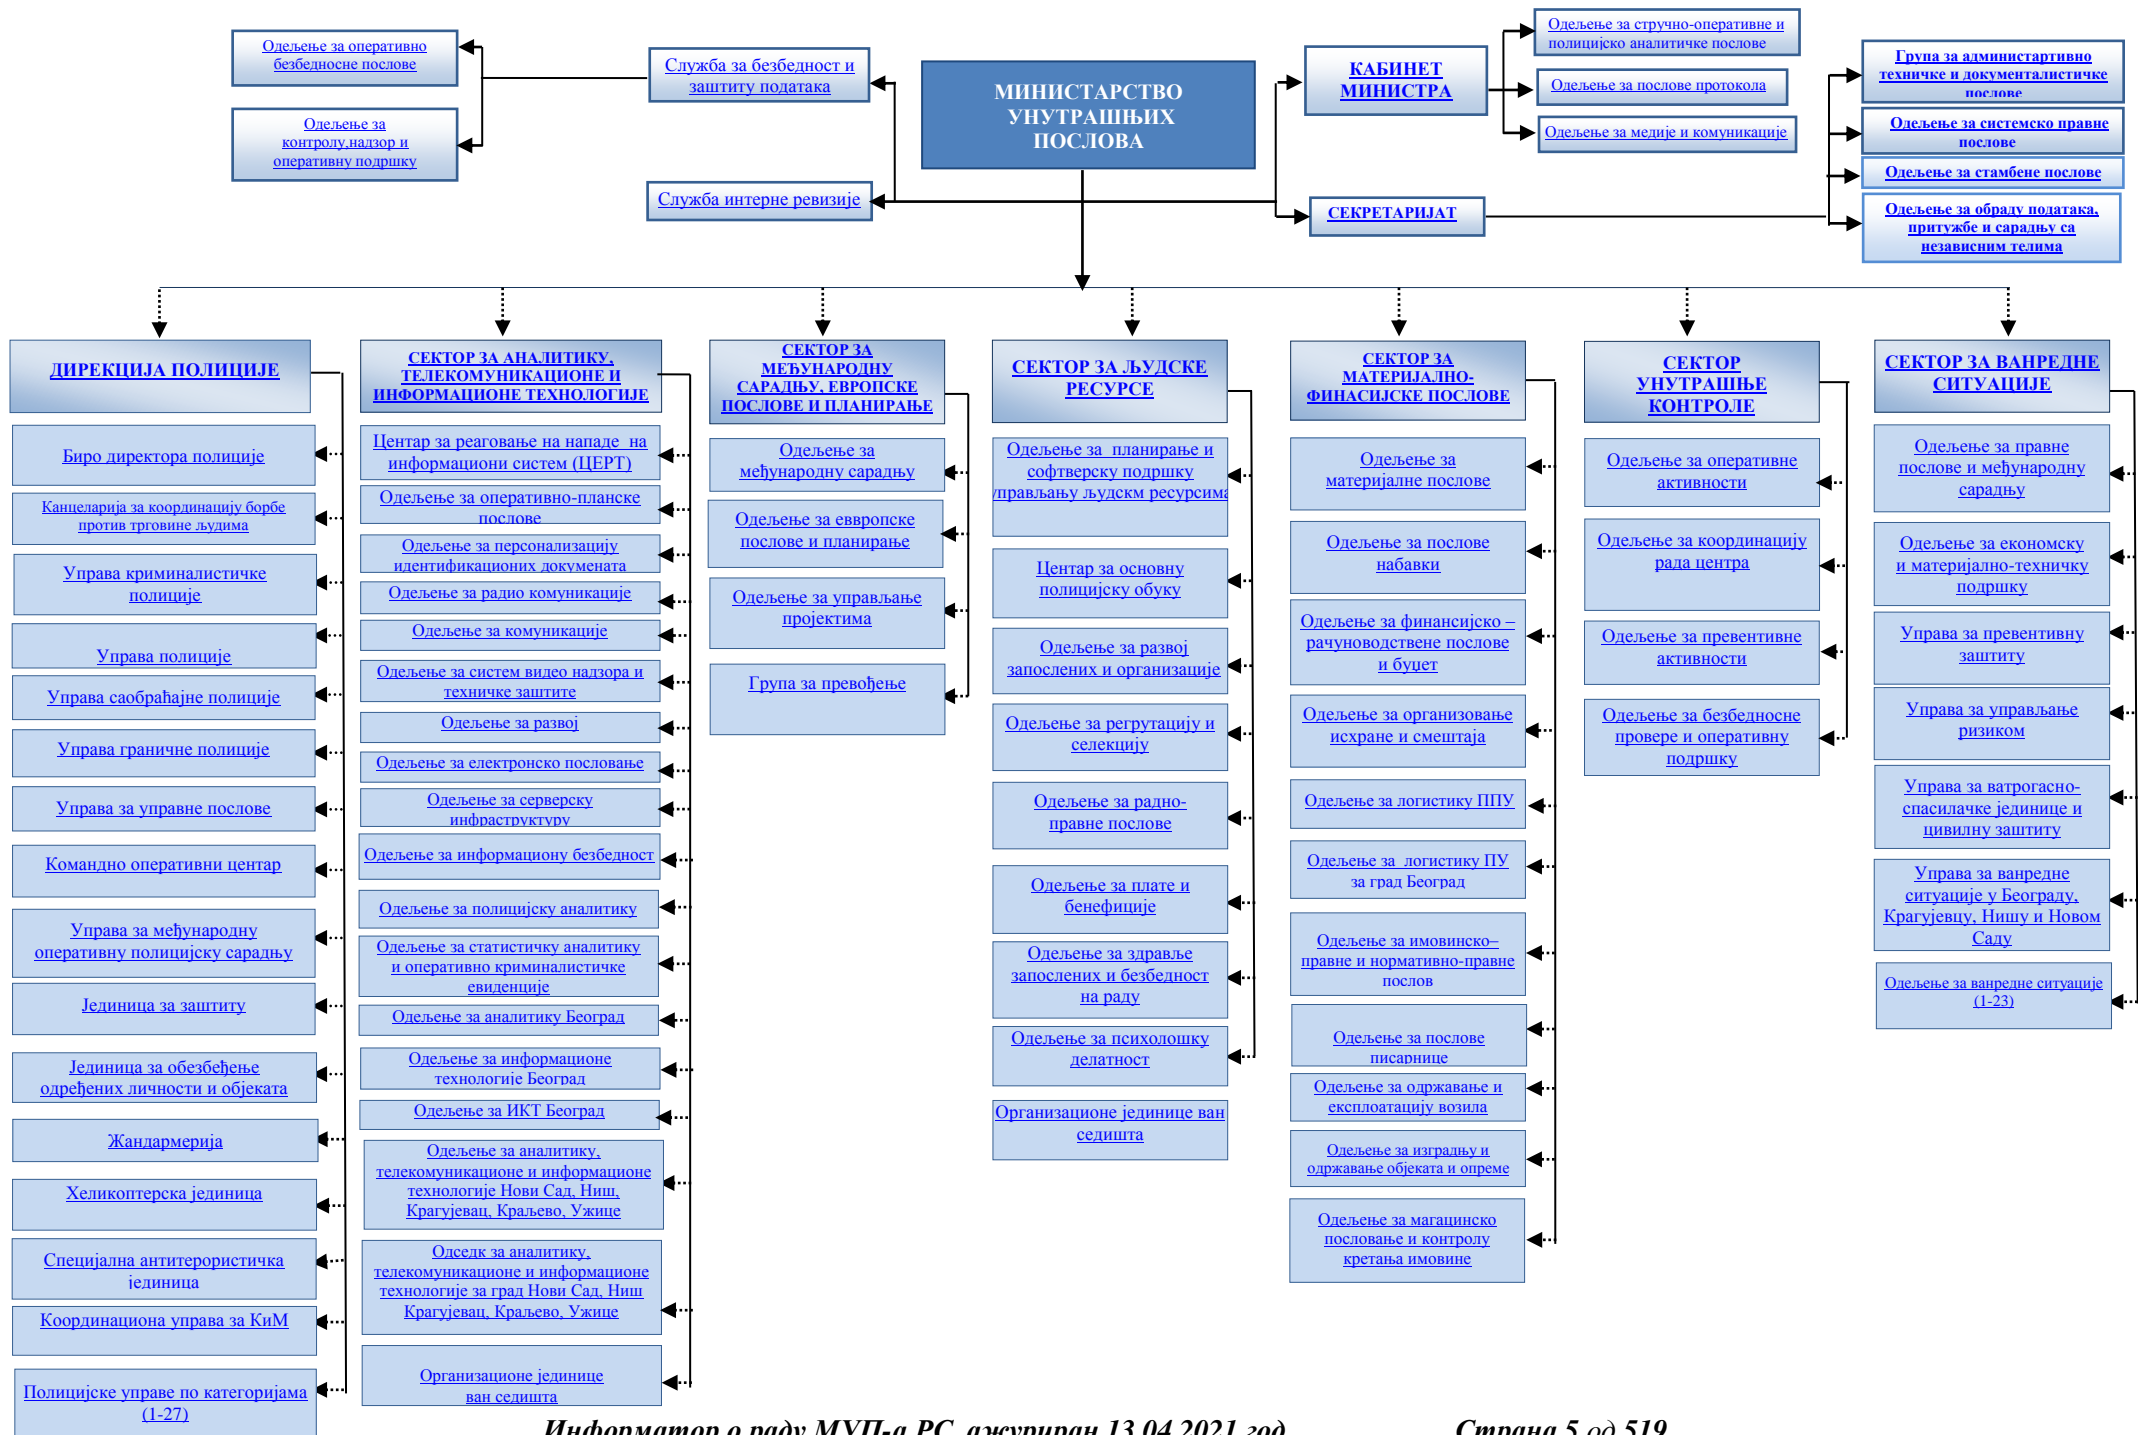 Одељење за оперативно
безбедносне послове
Одељење за
контролу,надзор и
оперативну подршку
Служба за безбедност и
заштиту података
Служба интерне ревизије
МИНИСТАРСТВО
УНУТРАШЊИХ
ПОСЛОВА
КАБИНЕТ
МИНИСТРА
СЕКРЕТАРИЈАТ
Одељење за стручно-оперативне и
полицијско аналитичке послове
Одељење за послове протокола
Одељење за медије и комуникације
Група за администартивно
техничке и документалистичке
послове
Одељење за системско правне
послове
Одељење за стамбене послове
Одељење за обраду података,
притужбе и сарадњу са
независним телима
ДИРЕКЦИЈА ПОЛИЦИЈЕ
Биро директора полиције
Канцеларија за координацију борбе
против трговине људима
Управа криминалистичке
полиције
Управа полиције
Управа саобраћајне полиције
Управа граничне полиције
Управа за управне послове
Командно оперативни центар
Управа за међународну
оперативну полицијску сарадњу
Јединица за заштиту
Јединица за обезбеђење
одређених личности и објеката
Жандармерија
Хеликоптерска јединица
Специјална антитерористичка
јединица
Координациона управа за КиМ
Полицијске управе по категоријама
(1-27)
СЕКТОР ЗА АНАЛИТИКУ,
ТЕЛЕКОМУНИКАЦИОНЕ И
ИНФОРМАЦИОНЕ ТЕХНОЛОГИЈЕ
Центар за реаговање на нападе на
информациони систем (ЦЕРТ)
Одељење за оперативно-планске
послове
Одељење за персонализацију
идентификационих докумената
Одељење за радио комуникације
Одељење за комуникације
Одељење за систем видео надзора и
техничке заштите
Одељење за развој
Одељење за електронско пословање
Одељење за серверску
инфраструктуру
Одељење за информациону безбедност
Одељење за полицијску аналитику
Одељење за статистичку аналитику
и оперативно криминалистичке
евиденције
Одељење за аналитику Београд
Одељење за информационе
технологије Београд
Одељење за ИКТ Београд
Одељење за аналитику,
телекомуникационе и информационе
технологије Нови Сад, Ниш,
Крагујевац, Краљево, Ужице
Одседк за аналитику,
телекомуникационе и информационе
технологије за град Нови Сад, Ниш
Крагујевац, Краљево, Ужице
Организационе јединице
ван седишта
СЕКТОР ЗА
МЕЂУНАРОДНУ
САРАДЊУ, ЕВРОПСКЕ
ПОСЛОВЕ И ПЛАНИРАЊЕ
Одељење за
међународну сарадњу
Одељење за еввропске
послове и планирање
Одељење за управљање
пројектима
Група за превођење
СЕКТОР ЗА ЉУДСКЕ
РЕСУРСЕ
Одељење за планирање и
софтверску подршку
управљању људскм ресурсима
Центар за основну
полицијску обуку
Одељење за развој
запослених и организације
Одељење за регрутацију и
селекцију
Одељење за радно-
правне послове
Одељење за плате и
бенефиције
Одељење за здравље
запослених и безбедност
на раду
Одељење за психолошку
делатност
Организационе јединице ван
седишта
СЕКТОР ЗА
МАТЕРИЈАЛНО-
ФИНАСИЈСКЕ ПОСЛОВЕ
Одељење за
материјалне послове
Одељење за послове
набавки
Одељење за финансијско –
рачуноводствене послове
и буџет
Одељење за организовање
исхране и смештаја
Одељење за логистику ППУ
Одељење за логистику ПУ
за град Београд
Одељење за имовинско–
правне и нормативно-правне
послов
Одељење за послове
писарнице
Одељење за одржавање и
експлоатацију возила
Одељење за изградњу и
одржавање објеката и опреме
Одељење за магацинско
пословање и контролу
кретања имовине
СЕКТОР
УНУТРАШЊЕ
КОНТРОЛЕ
Одељење за оперативне
активности
Одељење за координацију
рада центра
Одељење за превентивне
активности
Одељење за безбедносне
провере и оперативну
подршку
СЕКТОР ЗА ВАНРЕДНЕ
СИТУАЦИЈЕ
Одељење за правне
послове и међународну
сарадњу
Одељење за економску
и материјално-техничку
подршку
Управа за превентивну
заштиту
Управа за управљање
ризиком
Управа за ватрогасно-
спасилачке јединице и
цивилну заштиту
Управа за ванредне
ситуације у Београду,
Крагујевцу, Нишу и Новом
Саду
Одељење за ванредне ситуације
(1-23)
Информатор о раду МУП-а РС, ажуриран 13.04.2021.год. Страна 5 од 519